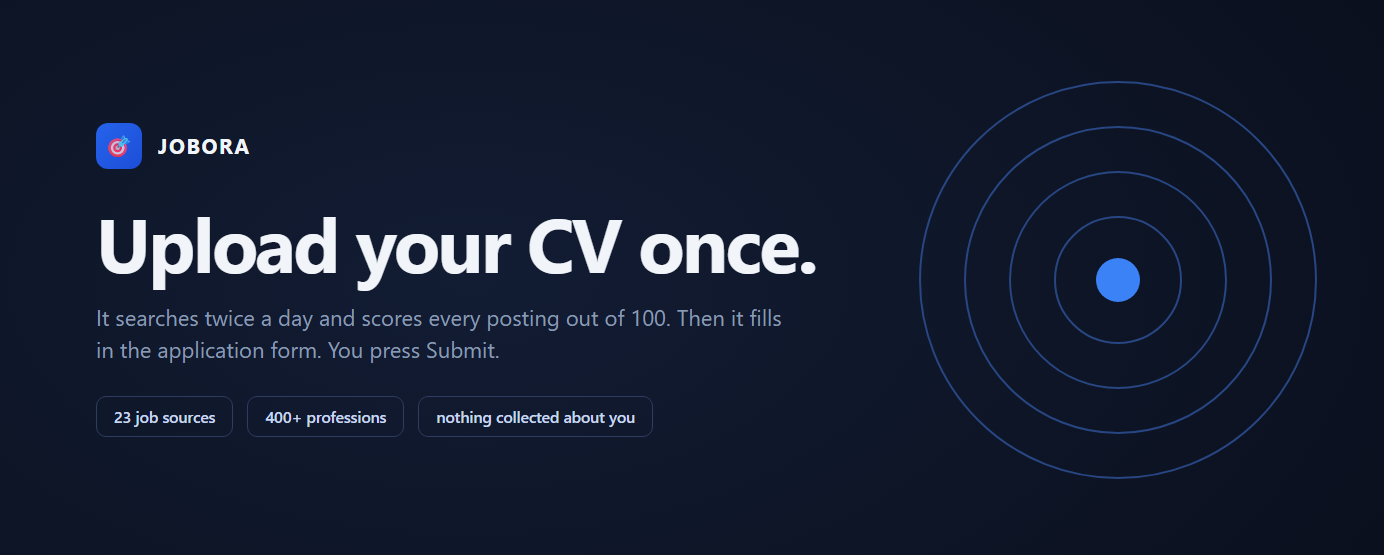 JOBORA
Upload your CV once.
It searches twice a day and scores every posting out of 100. Then it fills
in the application form. You press Submit.
23 job sources
400+ professions
nothing collected about you